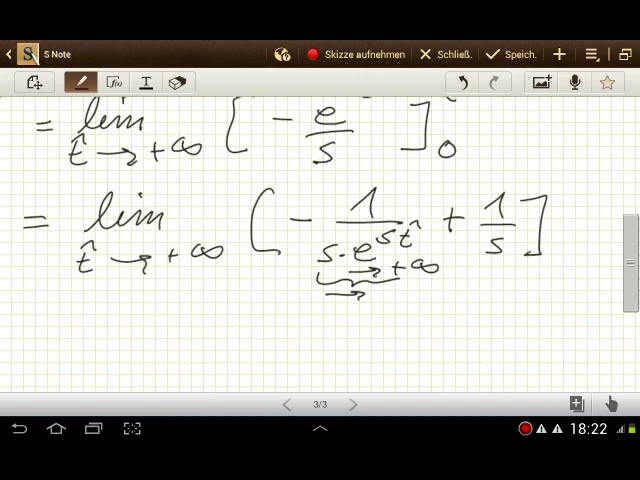 S Note
Skizze aufnehmen
Schließ.
Speich.
f(x)
T
= lim [ - e/s ]₀
t̂ → +∞
= lim [ - 1/(s·e^(st̂)) + 1/s ]
t̂ → +∞
→ +∞
→
3/3
18:22